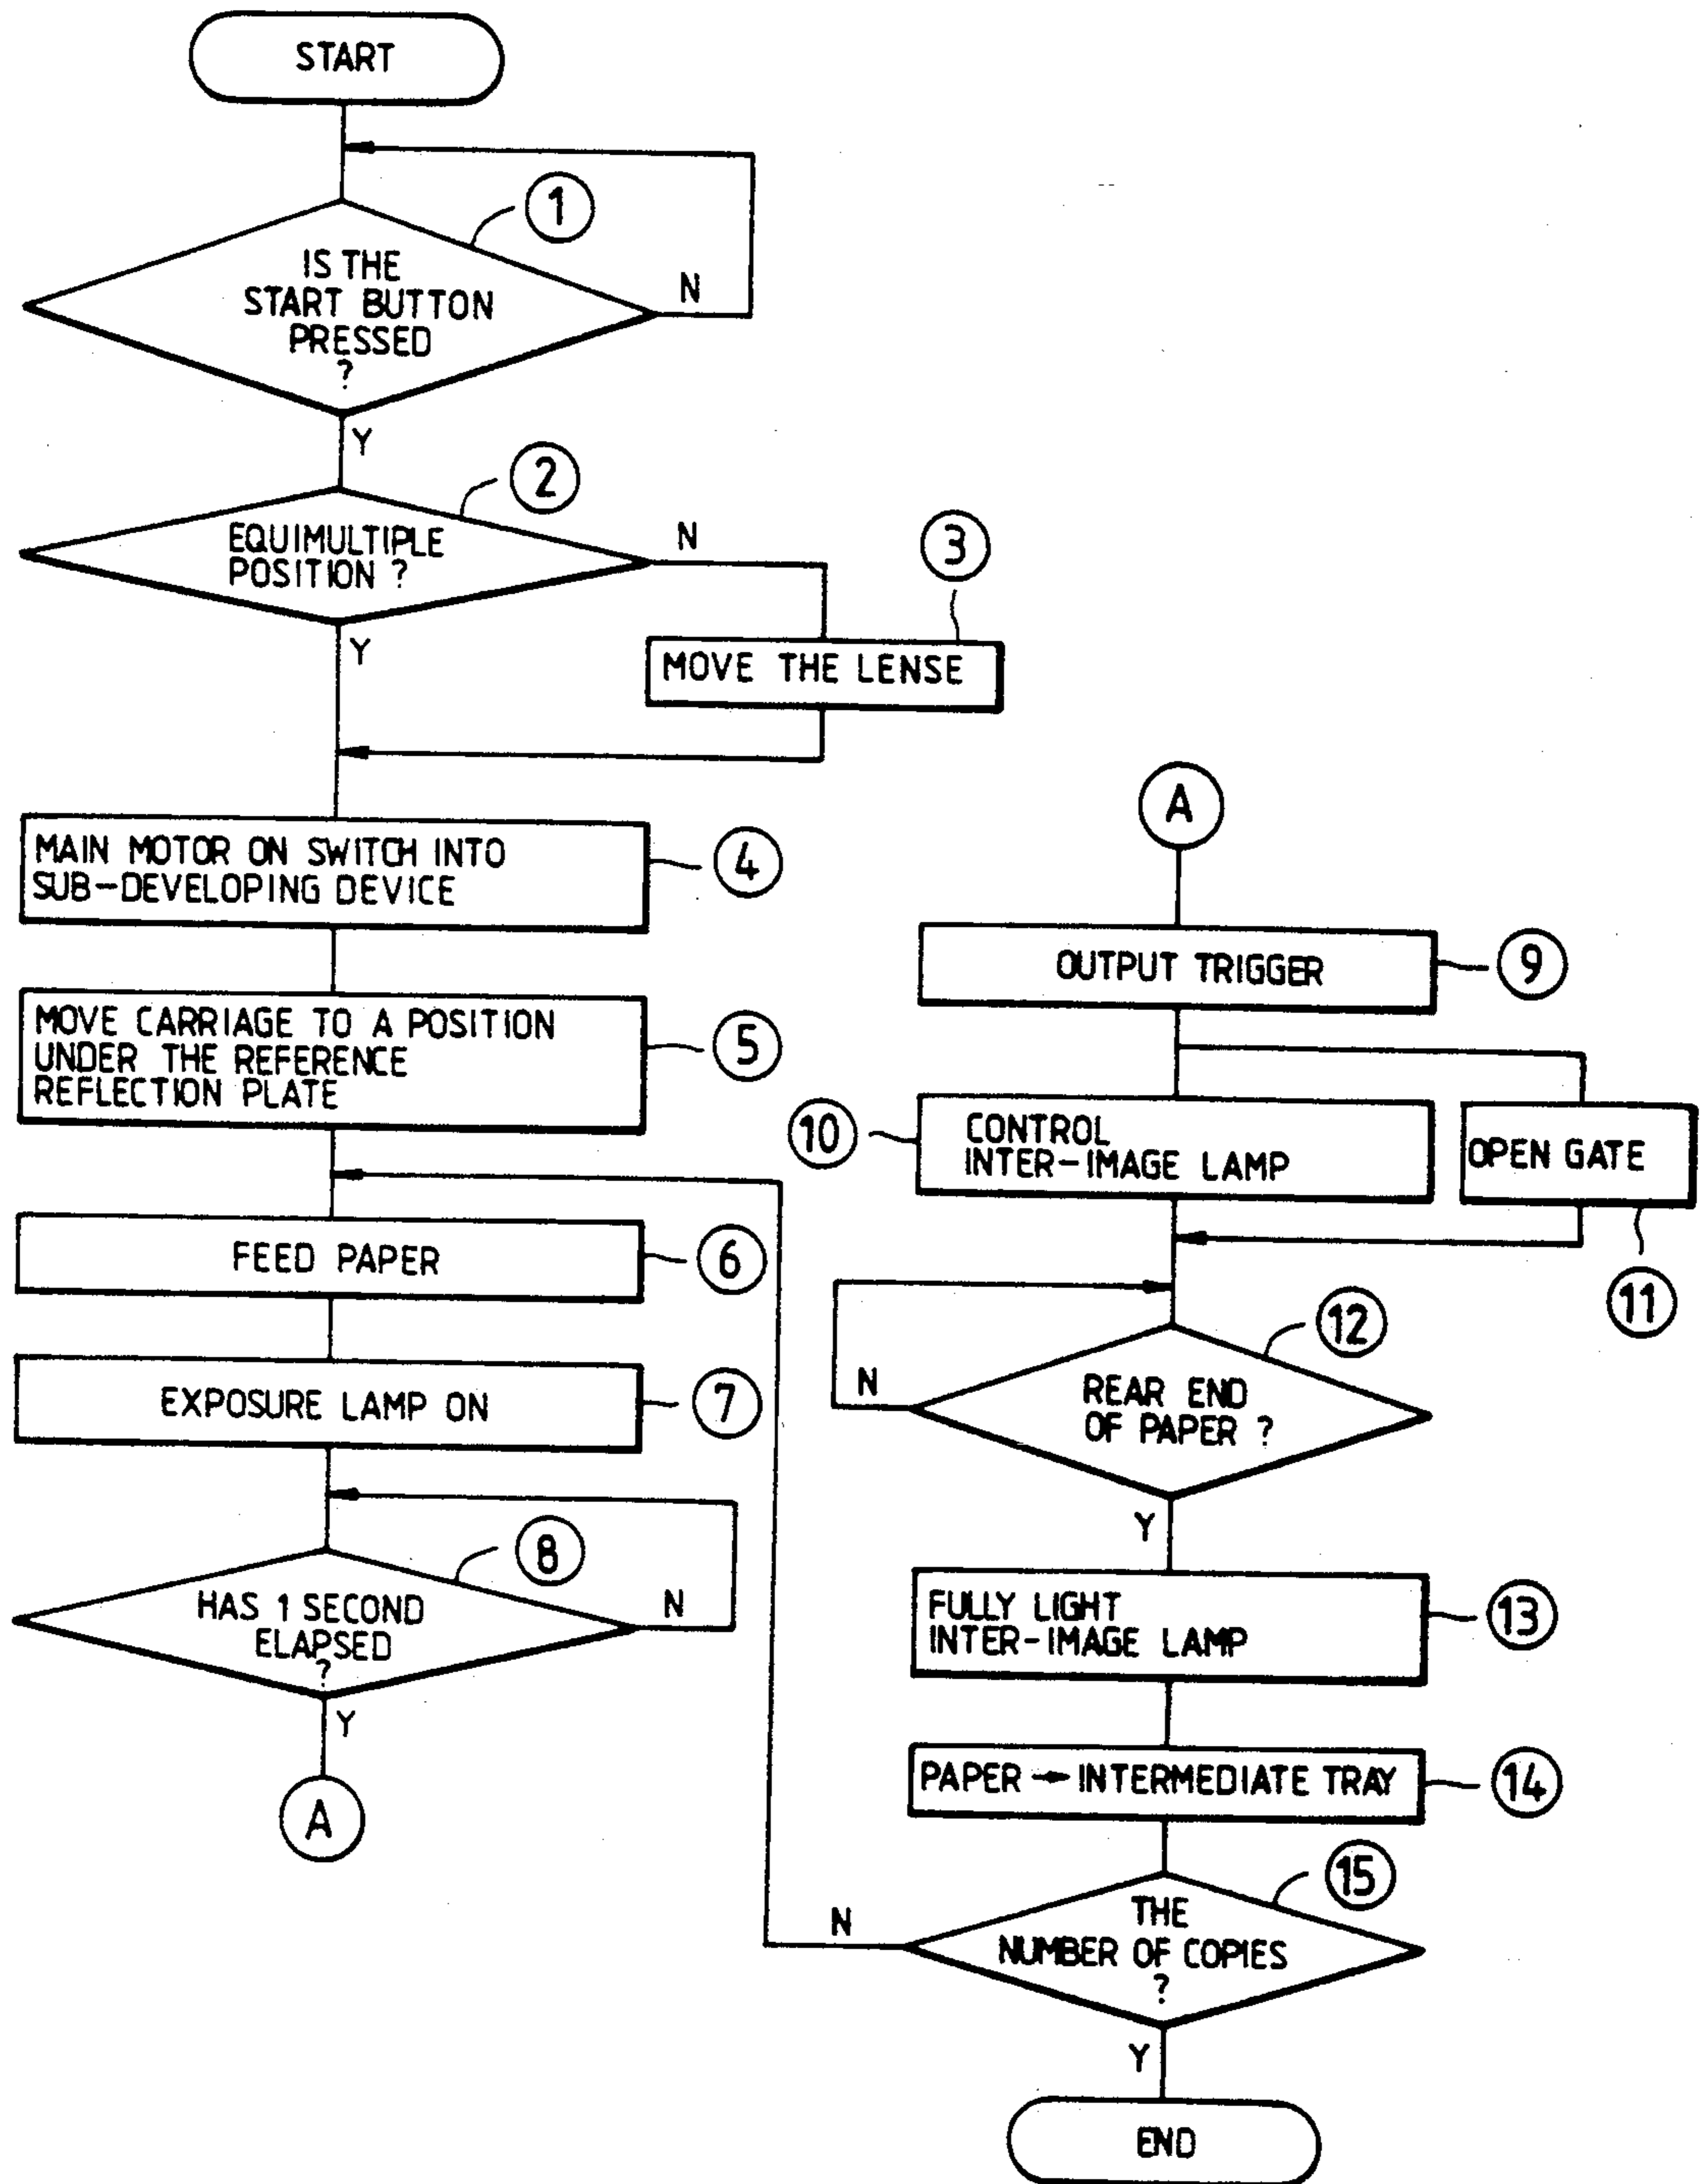 START
1
IS THE
START BUTTON
PRESSED
?
N
Y
2
EQUIMULTIPLE
POSITION ?
N
3
MOVE THE LENSE
Y
MAIN MOTOR ON SWITCH INTO
SUB-DEVELOPING DEVICE
4
MOVE CARRIAGE TO A POSITION
UNDER THE REFERENCE
REFLECTION PLATE
5
FEED PAPER
6
EXPOSURE LAMP ON
7
8
HAS 1 SECOND
ELAPSED
?
N
Y
A
A
OUTPUT TRIGGER
9
10
CONTROL
INTER-IMAGE LAMP
OPEN GATE
11
12
REAR END
OF PAPER ?
N
Y
FULLY LIGHT
INTER-IMAGE LAMP
13
PAPER → INTERMEDIATE TRAY
14
15
THE
NUMBER OF COPIES
?
N
Y
END